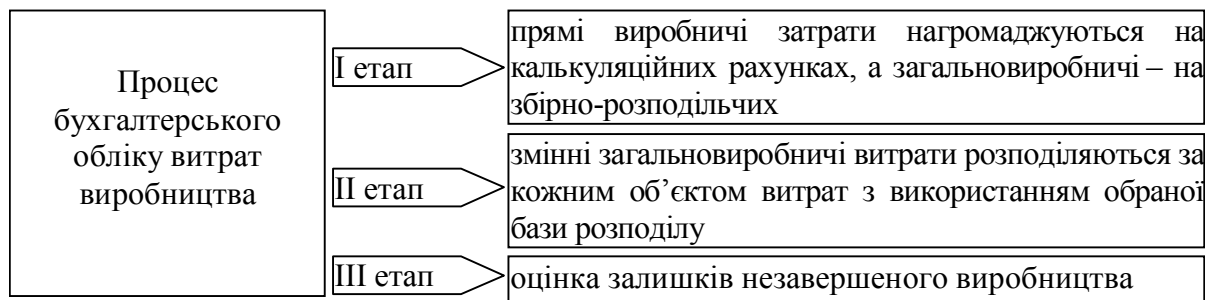 Процес
бухгалтерського
обліку витрат
виробництва
І етап
прямі виробничі затрати нагромаджуються на
калькуляційних рахунках, а загальновиробничі – на
збірно-розподільчих
ІІ етап
змінні загальновиробничі витрати розподіляються за
кожним об’єктом витрат з використанням обраної
бази розподілу
ІІІ етап
оцінка залишків незавершеного виробництва